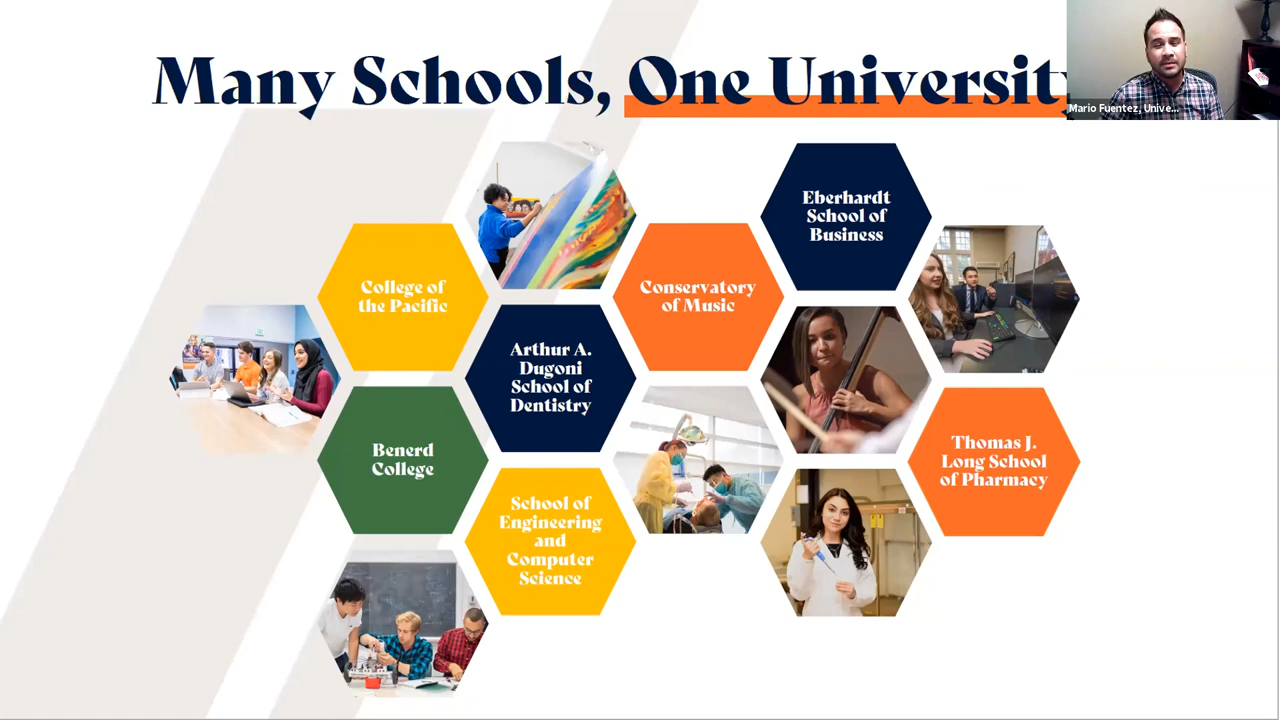 Many Schools, One University
Mario Fuentez, Unive...
Eberhardt
School of
Business
College of
the Pacific
Conservatory
of Music
Arthur A.
Dugoni
School of
Dentistry
Benerd
College
Thomas J.
Long School
of Pharmacy
School of
Engineering
and
Computer
Science